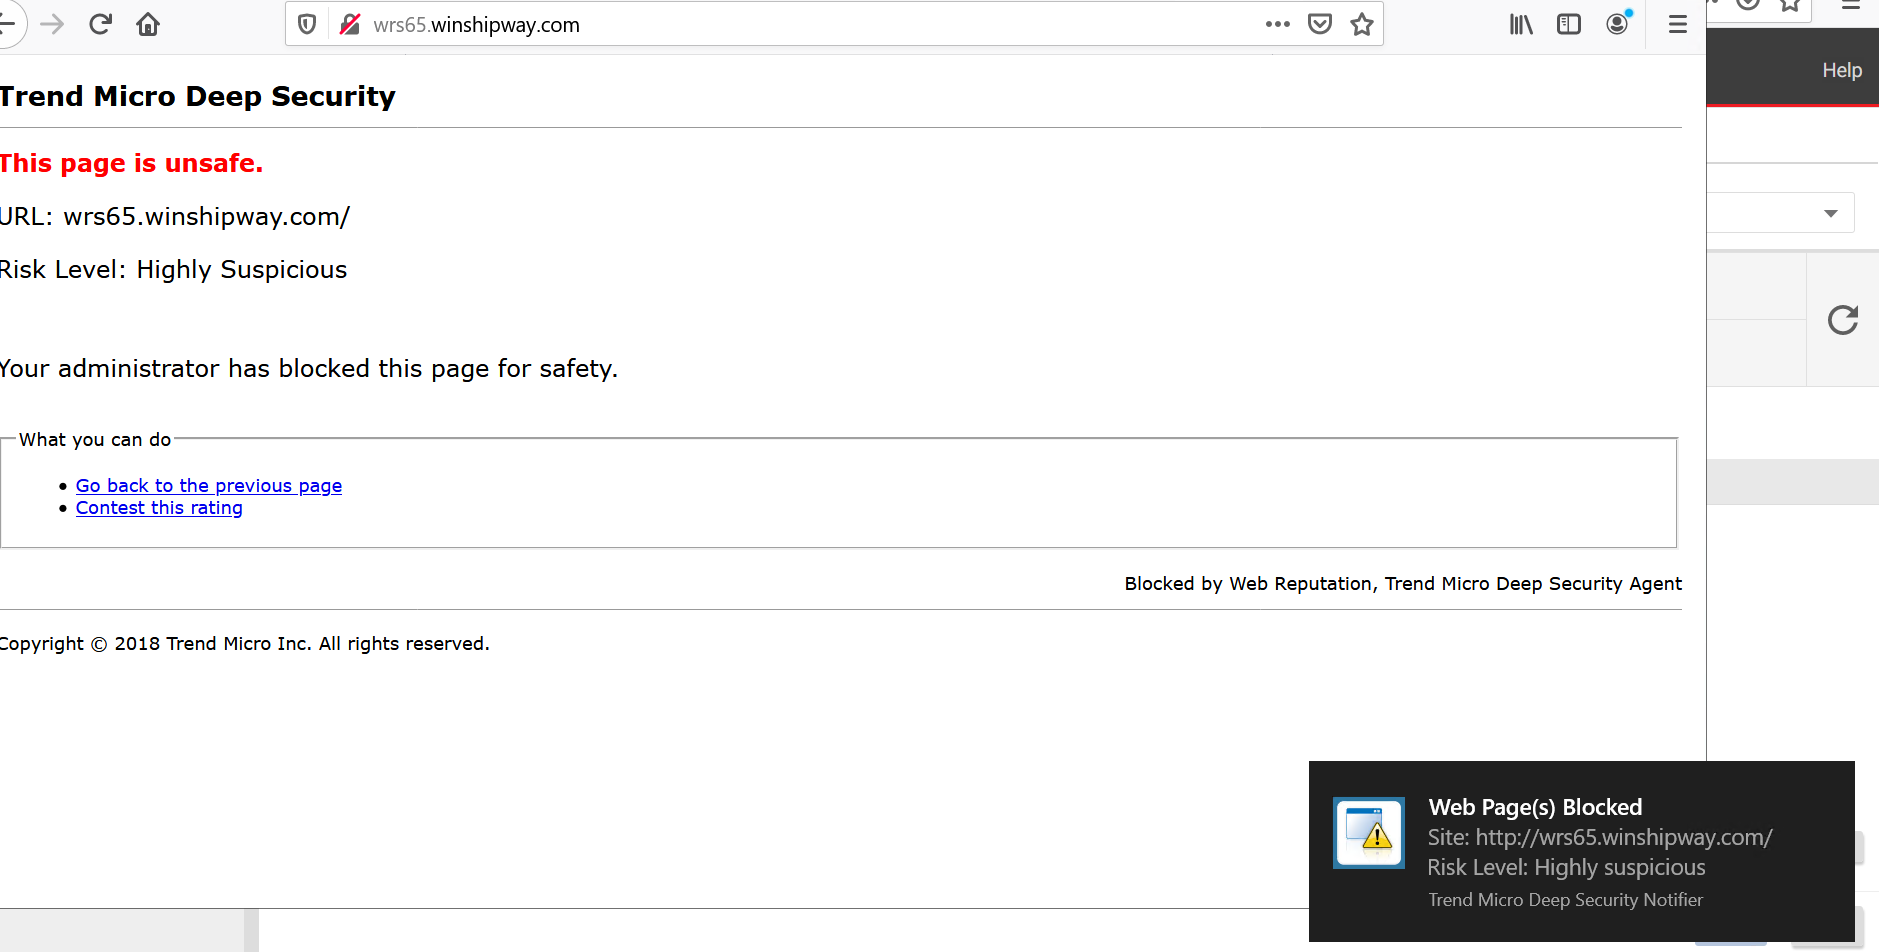 wrs65.winshipway.com
Help
Trend Micro Deep Security
This page is unsafe.
URL: wrs65.winshipway.com/
Risk Level: Highly Suspicious
Your administrator has blocked this page for safety.
What you can do
Go back to the previous page
Contest this rating
Blocked by Web Reputation, Trend Micro Deep Security Agent
Copyright © 2018 Trend Micro Inc. All rights reserved.
Web Page(s) Blocked
Site: http://wrs65.winshipway.com/
Risk Level: Highly suspicious
Trend Micro Deep Security Notifier